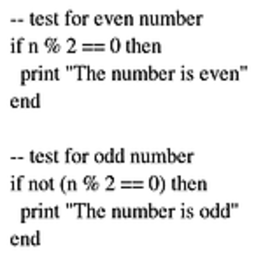 -- test for even number
if n % 2 == 0 then
  print "The number is even"
end

-- test for odd number
if not (n % 2 == 0) then
  print "The number is odd"
end